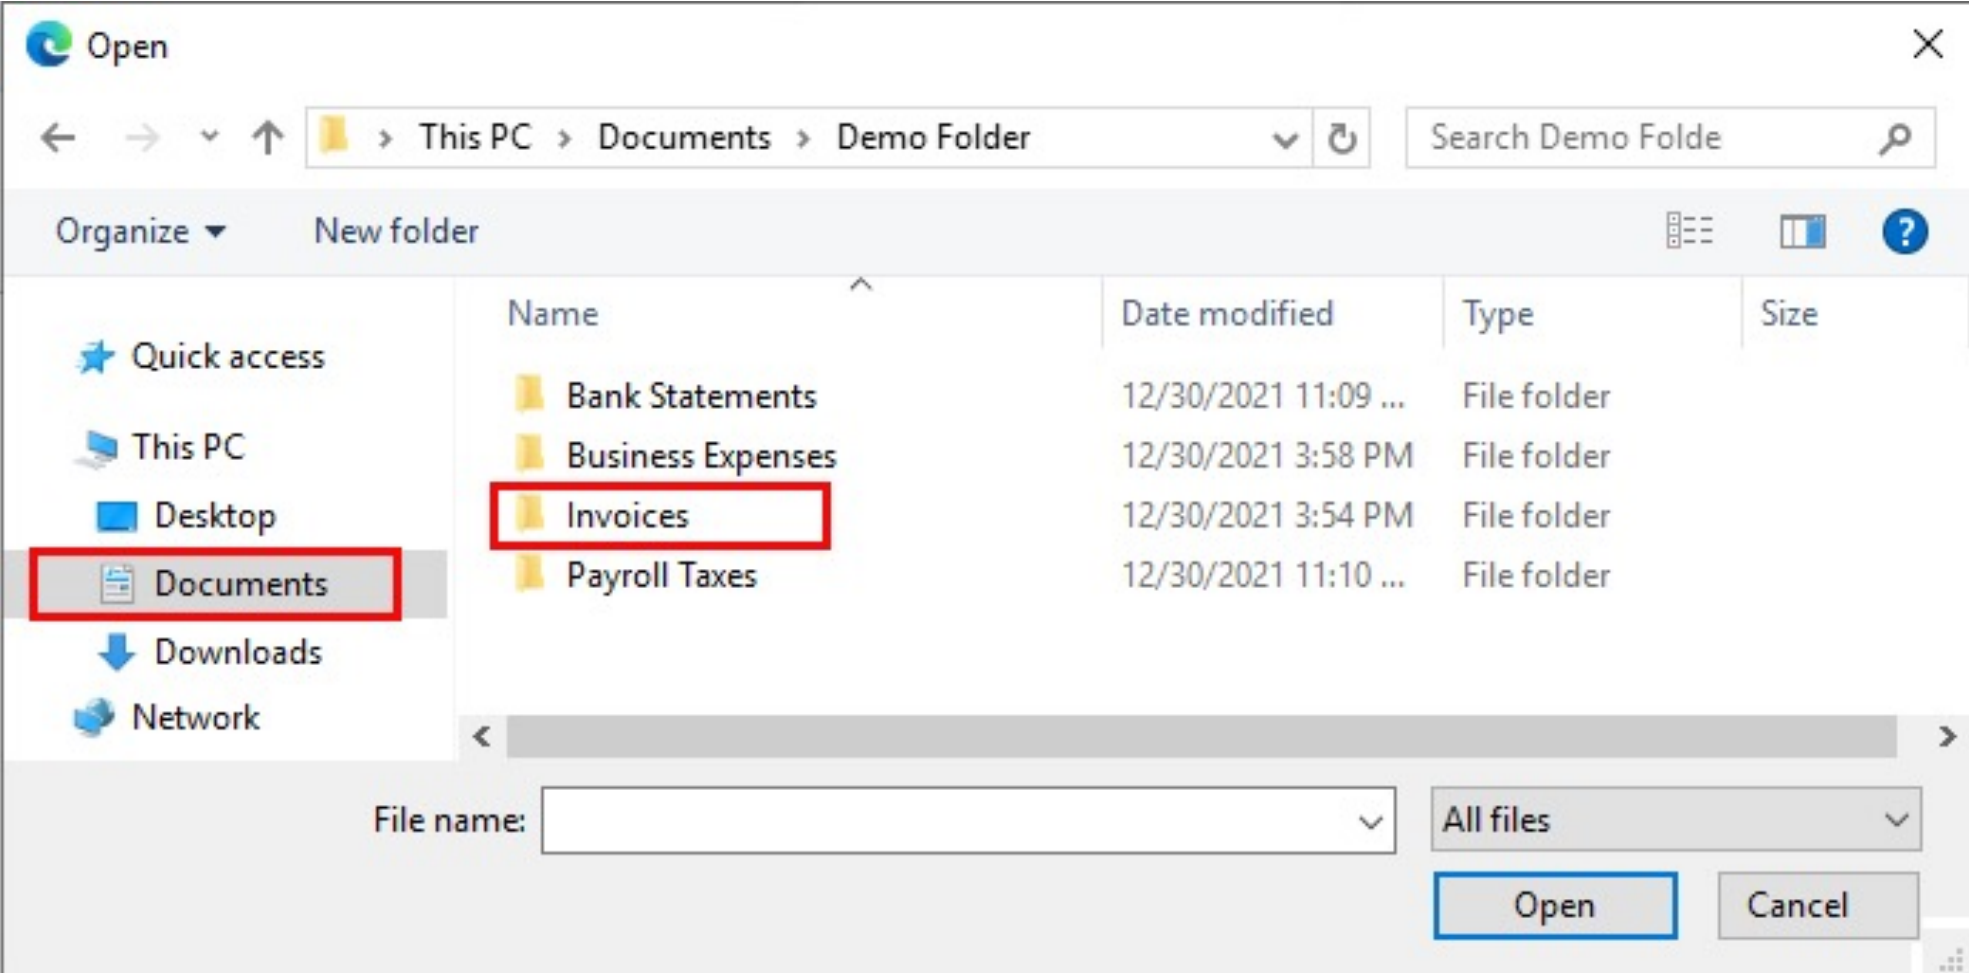 Open
This PC > Documents > Demo Folder
Search Demo Folde
Organize New folder
?
Name Date modified Type Size
Quick access
This PC
Desktop
Documents
Downloads
Network
Bank Statements 12/30/2021 11:09 ... File folder
Business Expenses 12/30/2021 3:58 PM File folder
Invoices 12/30/2021 3:54 PM File folder
Payroll Taxes 12/30/2021 11:10 ... File folder
File name:
All files
Open Cancel